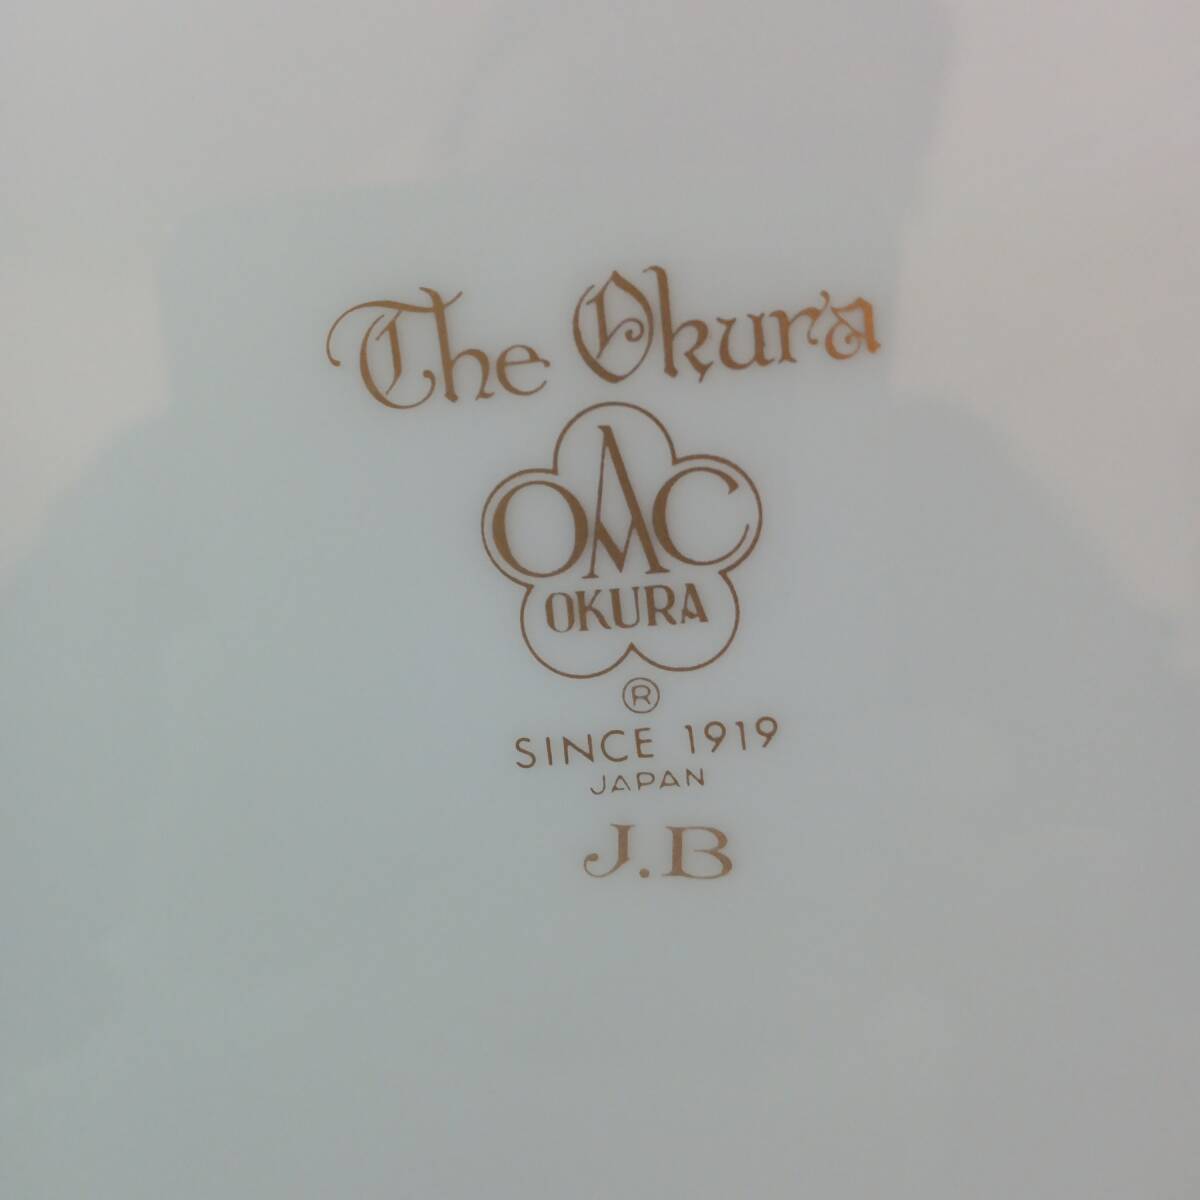 The Okura
OAC
OKURA
®
SINCE 1919
JAPAN
J.B